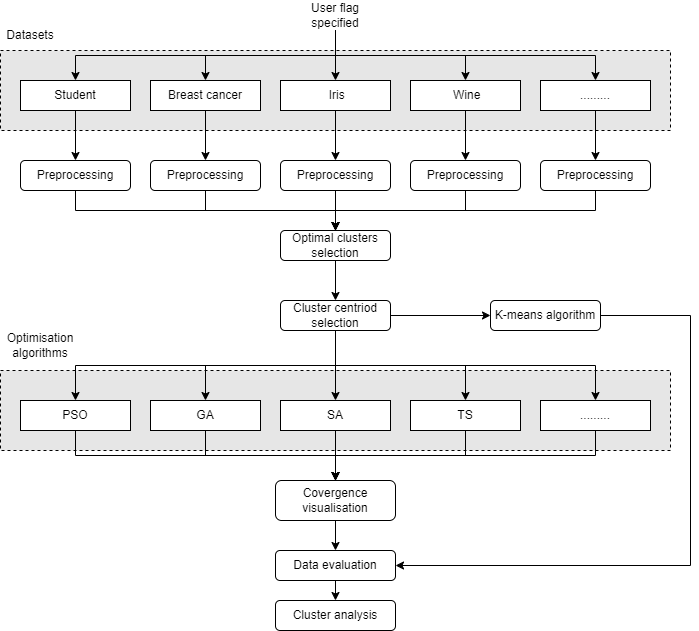 User flag
specified
Datasets
Student
Breast cancer
Iris
Wine
.........
Preprocessing
Preprocessing
Preprocessing
Preprocessing
Preprocessing
Optimal clusters
selection
Cluster centriod
selection
K-means algorithm
Optimisation
algorithms
PSO
GA
SA
TS
.........
Covergence
visualisation
Data evaluation
Cluster analysis